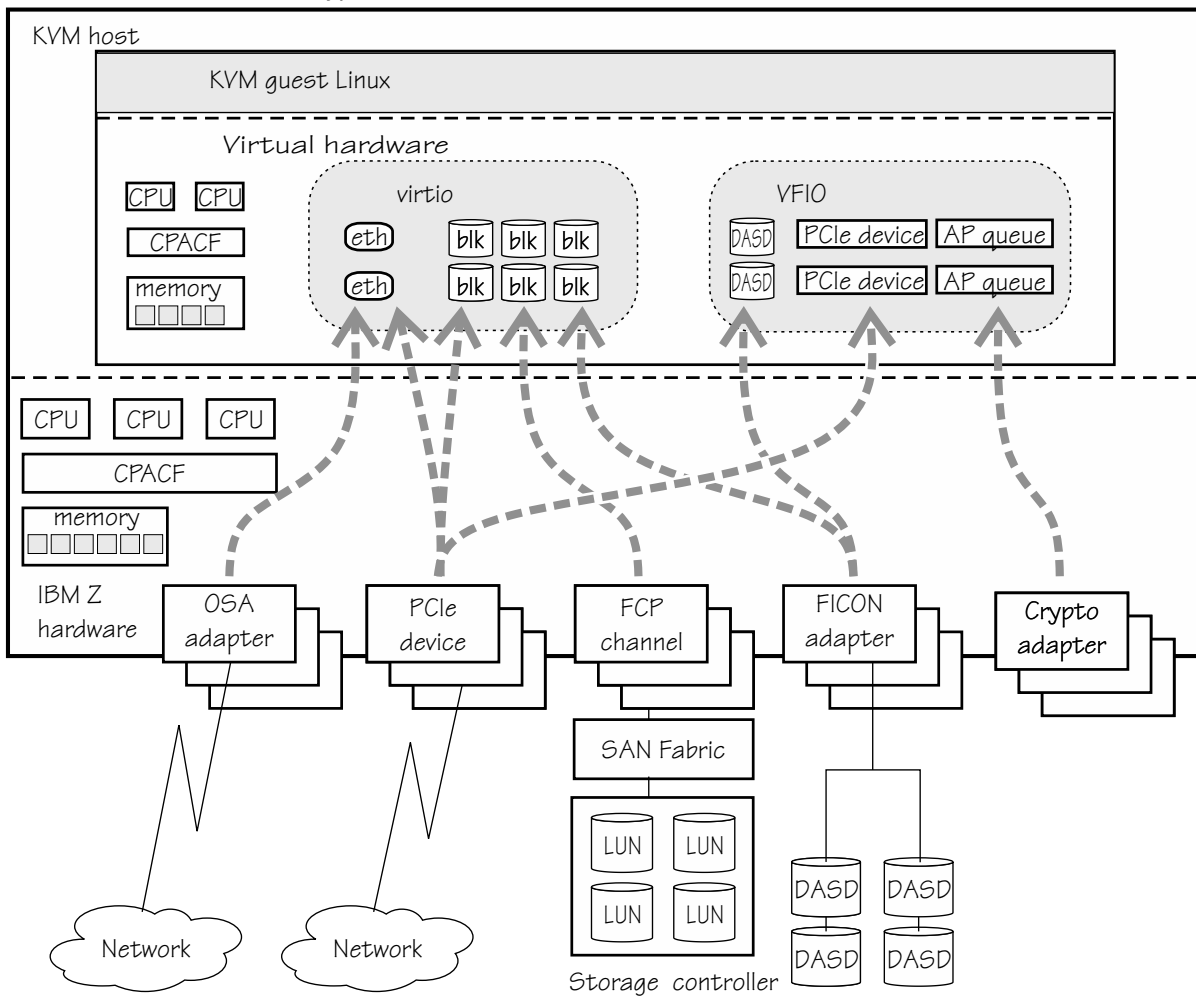 KVM host
KVM guest Linux
Virtual hardware
CPU CPU
CPACF
memory
virtio
eth blk blk blk
eth blk blk blk
VFIO
DASD PCIe device AP queue
DASD PCIe device AP queue
CPU CPU CPU
CPACF
memory
IBM Z
hardware
OSA
adapter
PCIe
device
FCP
channel
FICON
adapter
Crypto
adapter
SAN Fabric
LUN LUN
LUN LUN
Storage controller
DASD DASD
DASD DASD
Network
Network